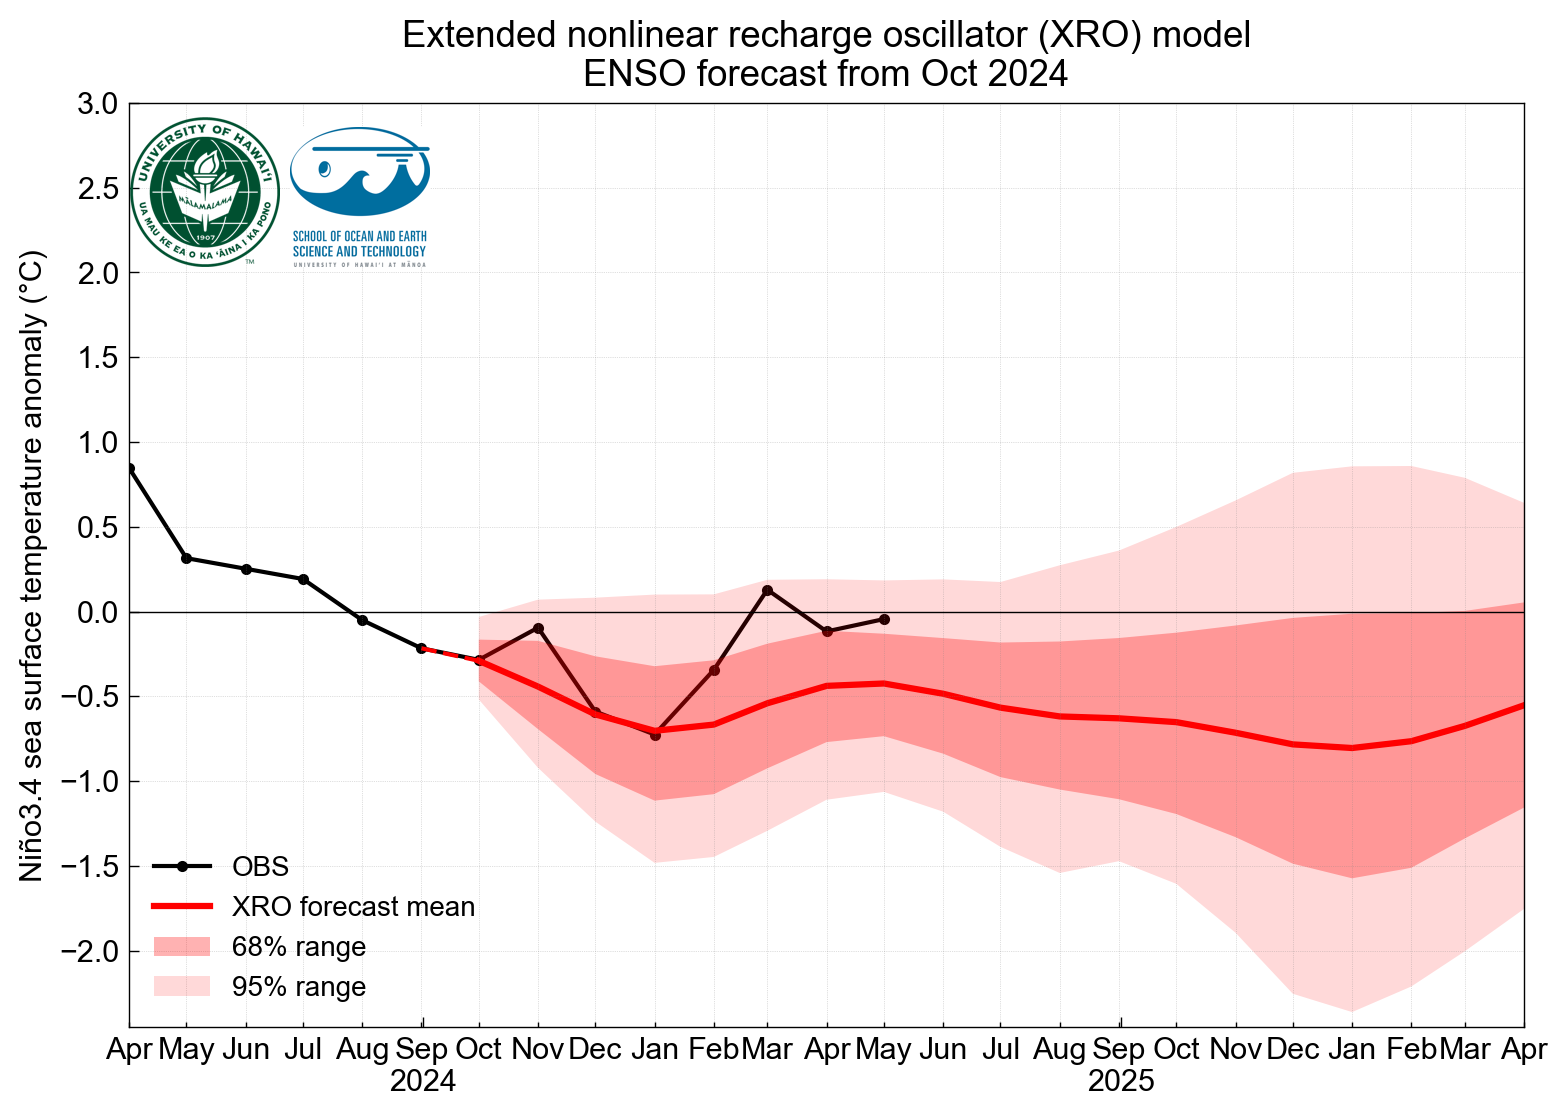 Extended nonlinear recharge oscillator (XRO) model
ENSO forecast from Oct 2024
Niño3.4 sea surface temperature anomaly (°C)
3.0
2.5
2.0
1.5
1.0
0.5
0.0
−0.5
−1.0
−1.5
−2.0
UNIVERSITY OF HAWAIʻI
MĀLAMALAMA
1907
UA MAU KE EA O KA ʻĀINA I KA PONO
TM
SCHOOL OF OCEAN AND EARTH
SCIENCE AND TECHNOLOGY
UNIVERSITY OF HAWAIʻI AT MĀNOA
OBS
XRO forecast mean
68% range
95% range
Apr May Jun Jul Aug Sep Oct Nov Dec Jan Feb Mar Apr May Jun Jul Aug Sep Oct Nov Dec Jan Feb Mar Apr
2024 2025